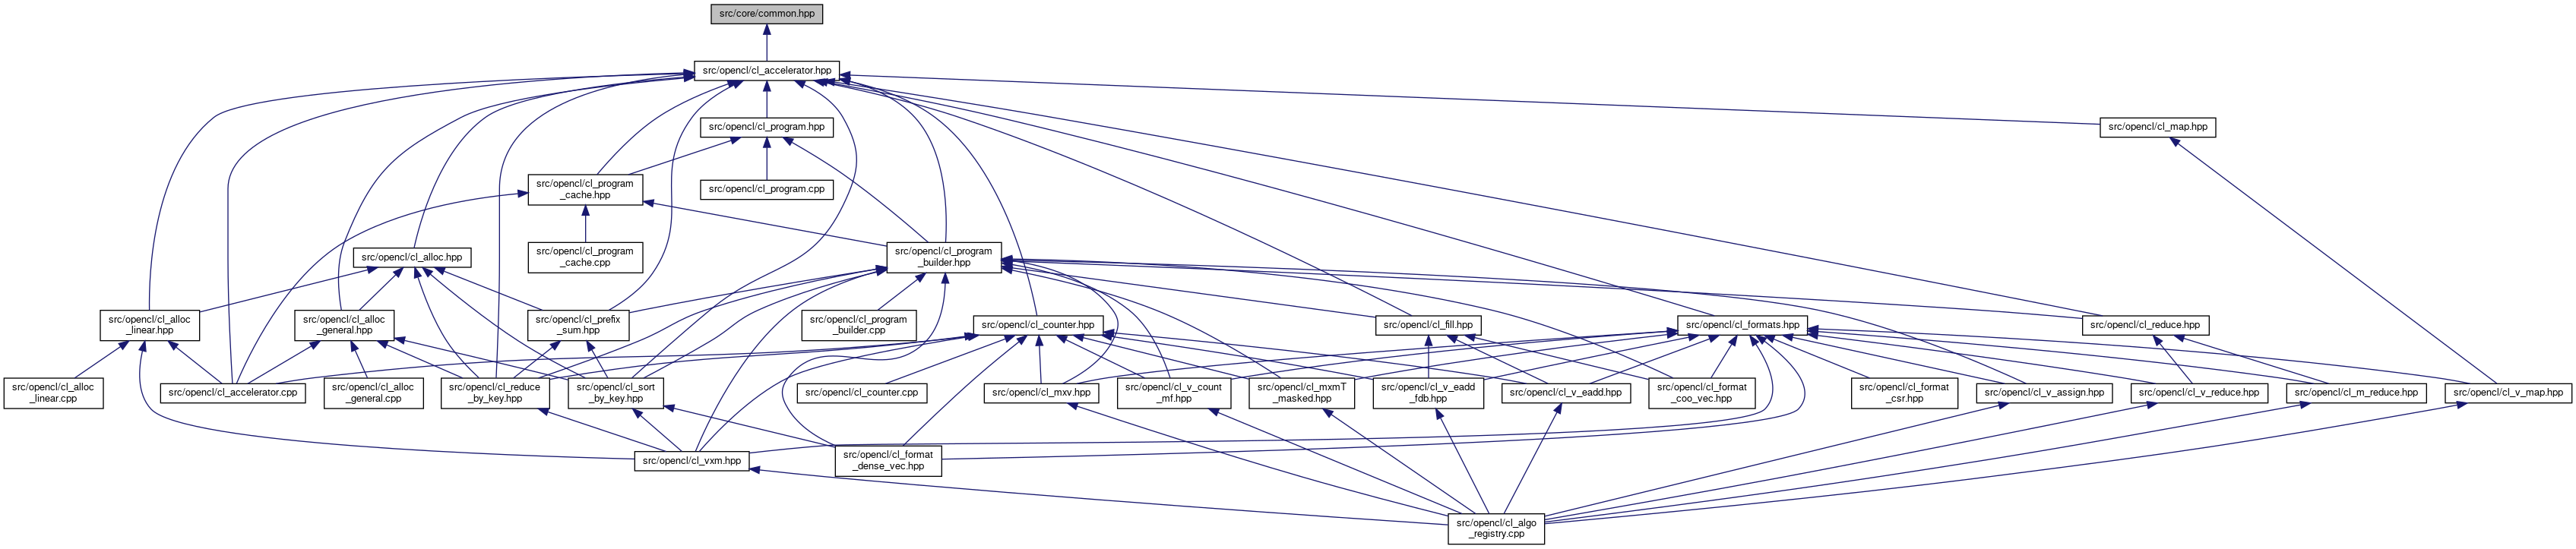 src/core/common.hpp
src/opencl/cl_accelerator.hpp
src/opencl/cl_program.hpp
src/opencl/cl_map.hpp
src/opencl/cl_program
_cache.hpp
src/opencl/cl_program.cpp
src/opencl/cl_alloc.hpp
src/opencl/cl_program
_cache.cpp
src/opencl/cl_program
_builder.hpp
src/opencl/cl_alloc
_linear.hpp
src/opencl/cl_alloc
_general.hpp
src/opencl/cl_prefix
_sum.hpp
src/opencl/cl_program
_builder.cpp
src/opencl/cl_counter.hpp
src/opencl/cl_fill.hpp
src/opencl/cl_formats.hpp
src/opencl/cl_reduce.hpp
src/opencl/cl_alloc
_linear.cpp
src/opencl/cl_accelerator.cpp
src/opencl/cl_alloc
_general.cpp
src/opencl/cl_reduce
_by_key.hpp
src/opencl/cl_sort
_by_key.hpp
src/opencl/cl_counter.cpp
src/opencl/cl_mxv.hpp
src/opencl/cl_v_count
_mf.hpp
src/opencl/cl_mxmT
_masked.hpp
src/opencl/cl_v_eadd
_fdb.hpp
src/opencl/cl_v_eadd.hpp
src/opencl/cl_format
_coo_vec.hpp
src/opencl/cl_format
_csr.hpp
src/opencl/cl_v_assign.hpp
src/opencl/cl_v_reduce.hpp
src/opencl/cl_m_reduce.hpp
src/opencl/cl_v_map.hpp
src/opencl/cl_vxm.hpp
src/opencl/cl_format
_dense_vec.hpp
src/opencl/cl_algo
_registry.cpp